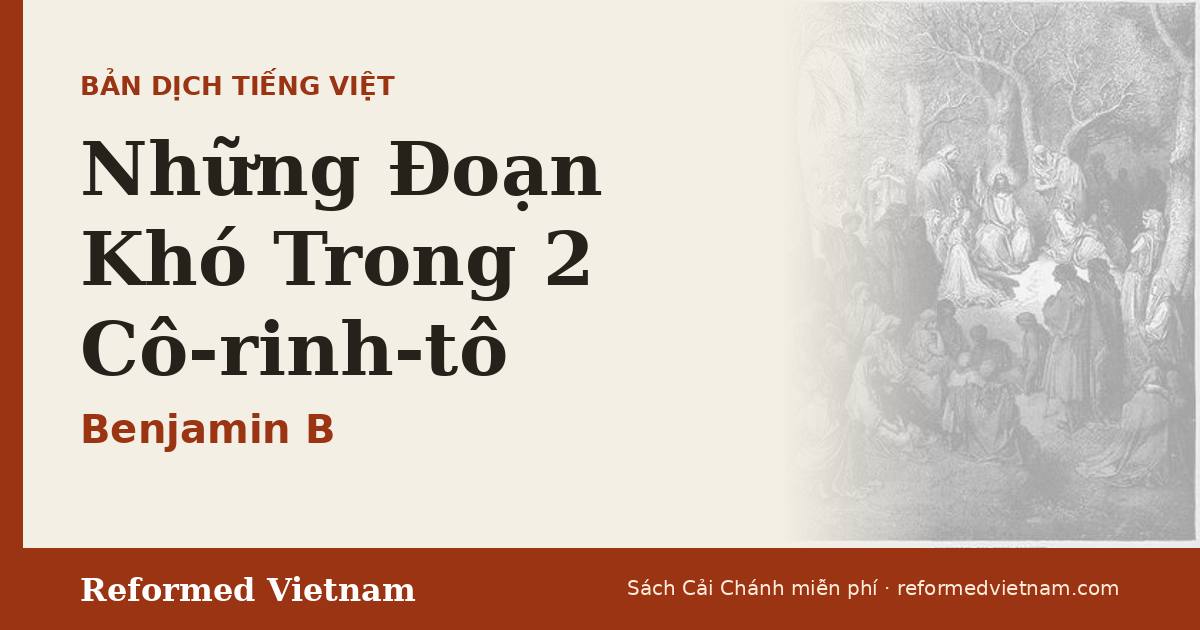 BẢN DỊCH TIẾNG VIỆT
Những Đoạn
Khó Trong 2
Cô-rinh-tô
Benjamin B
Reformed Vietnam
Sách Cải Chánh miễn phí · reformedvietnam.com